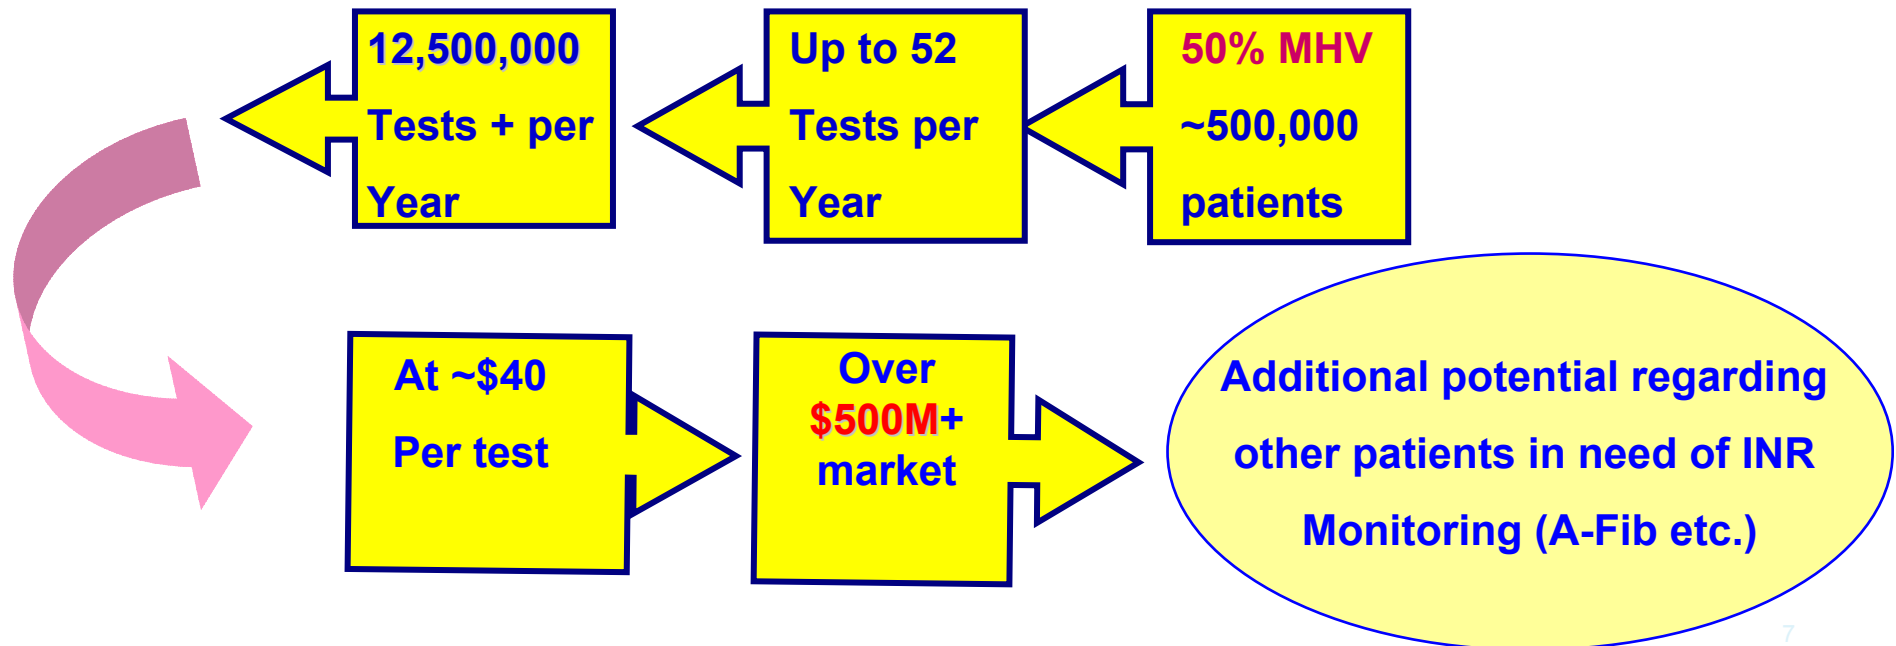 12,500,000
Tests + per
Year
Up to 52
Tests per
Year
50% MHV
~500,000
patients
At ~$40
Per test
Over
$500M+
market
Additional potential regarding
other patients in need of INR
Monitoring (A-Fib etc.)
7